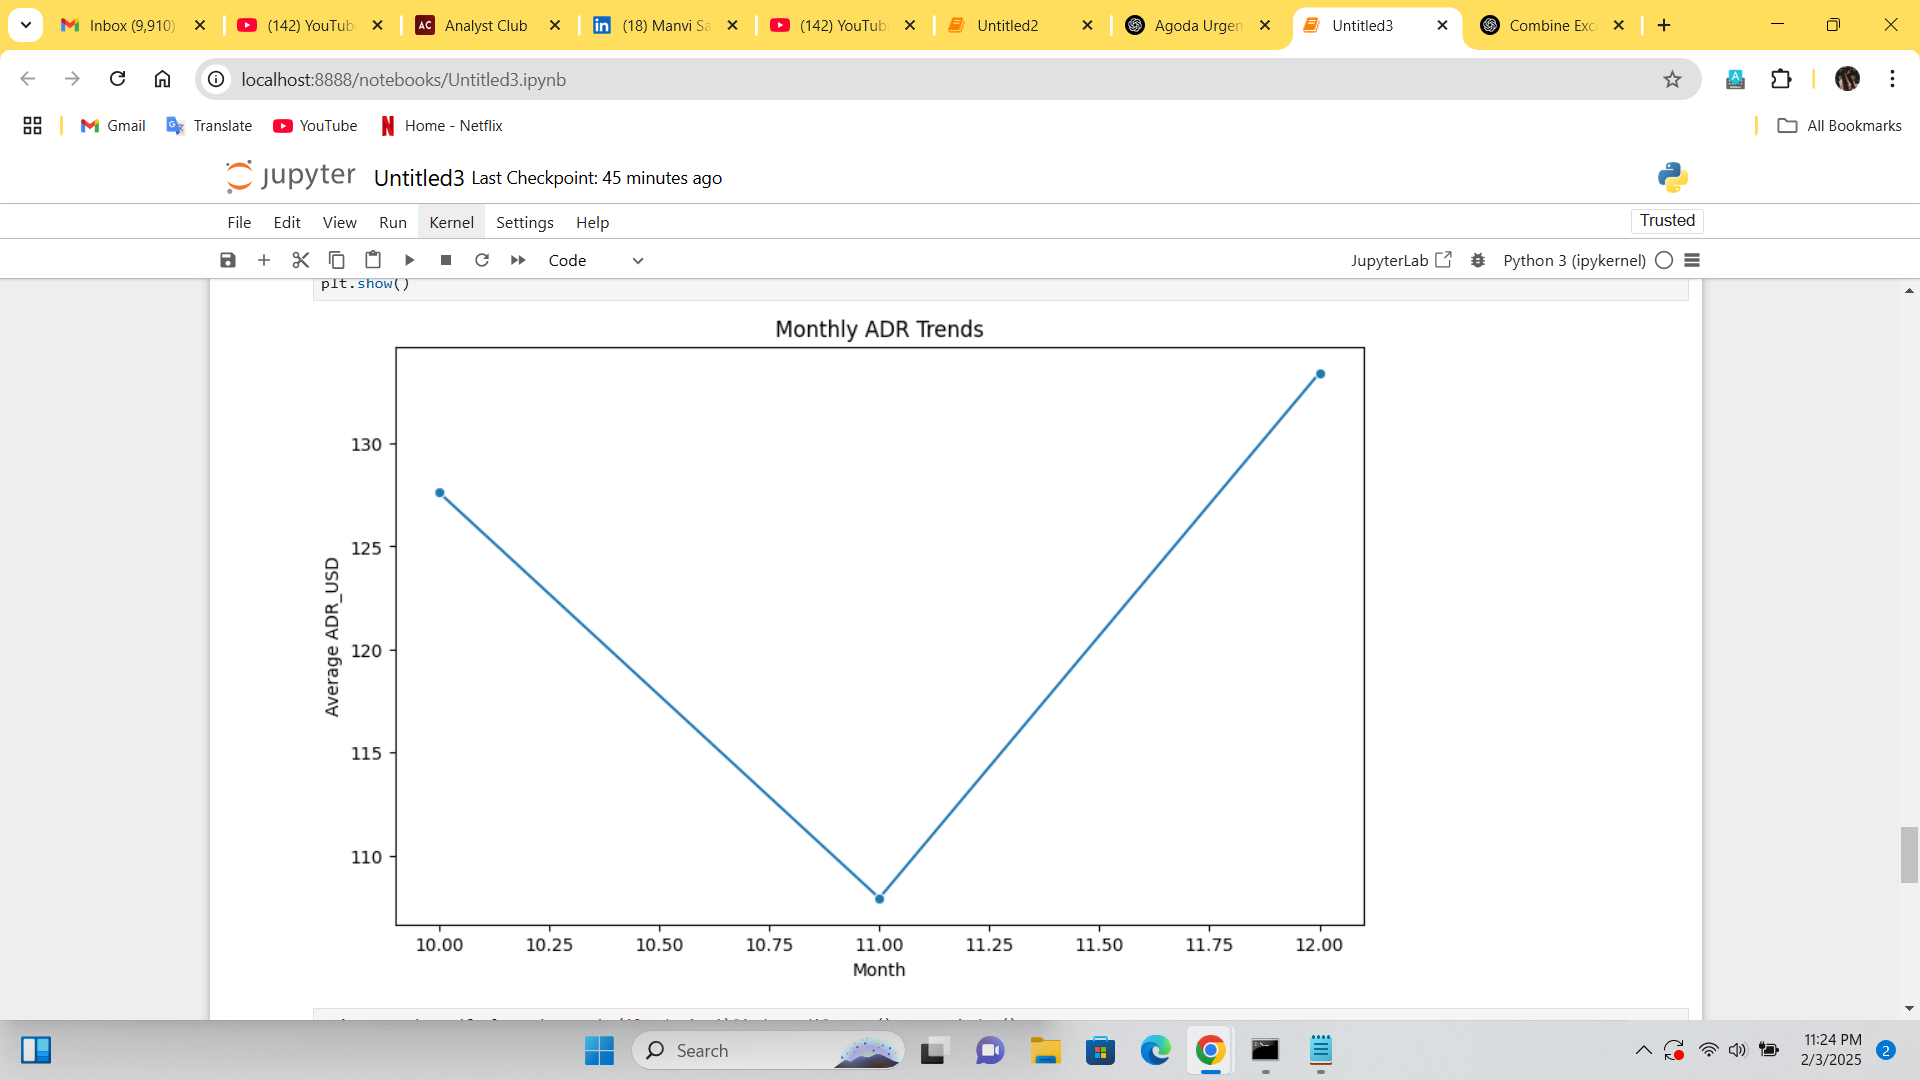 Inbox (9,910)
(142) YouTub
Analyst Club
(18) Manvi Sa
(142) YouTub
Untitled2
Agoda Urgen
Untitled3
Combine Exc
localhost:8888/notebooks/Untitled3.ipynb
Gmail
Translate
YouTube
Home - Netflix
All Bookmarks
jupyter Untitled3 Last Checkpoint: 45 minutes ago
File Edit View Run Kernel Settings Help
Trusted
Code
JupyterLab
Python 3 (ipykernel)
plt.show()
Monthly ADR Trends
130
125
120
115
110
Average ADR_USD
10.00 10.25 10.50 10.75 11.00 11.25 11.50 11.75 12.00
Month
Search
11:24 PM
2/3/2025
2